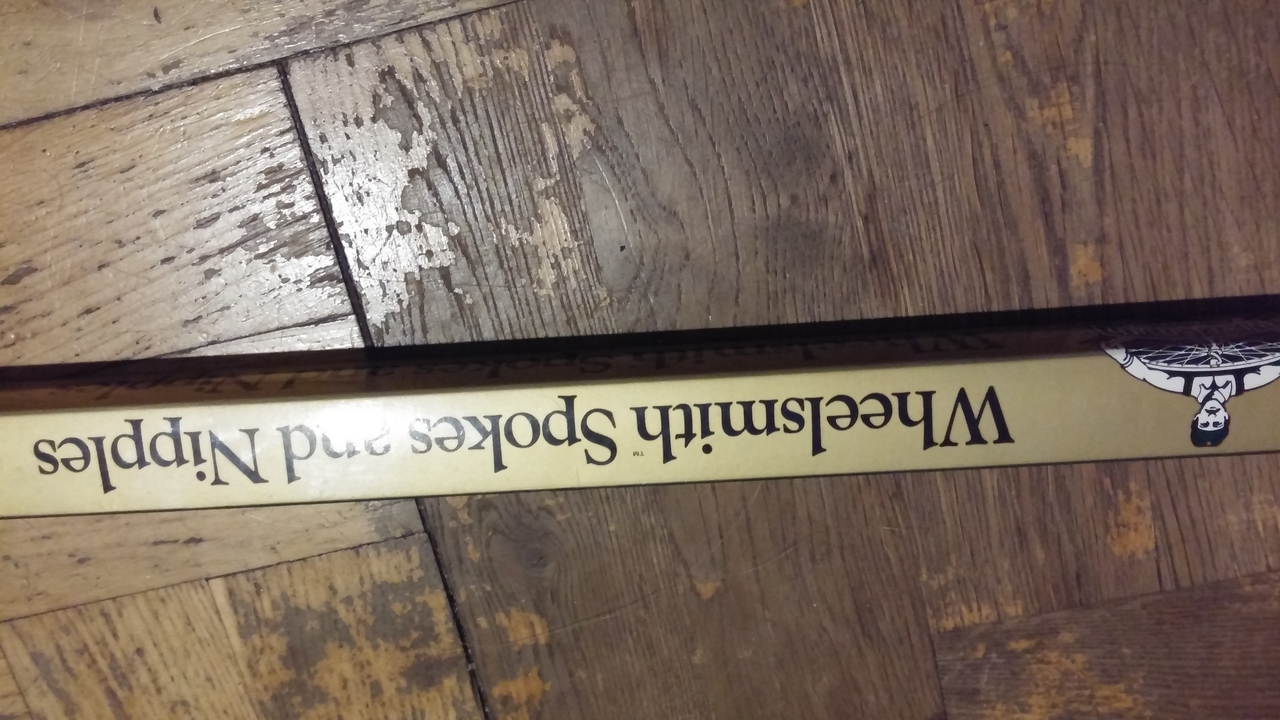 Wheelsmith™ Spokes and Nipples